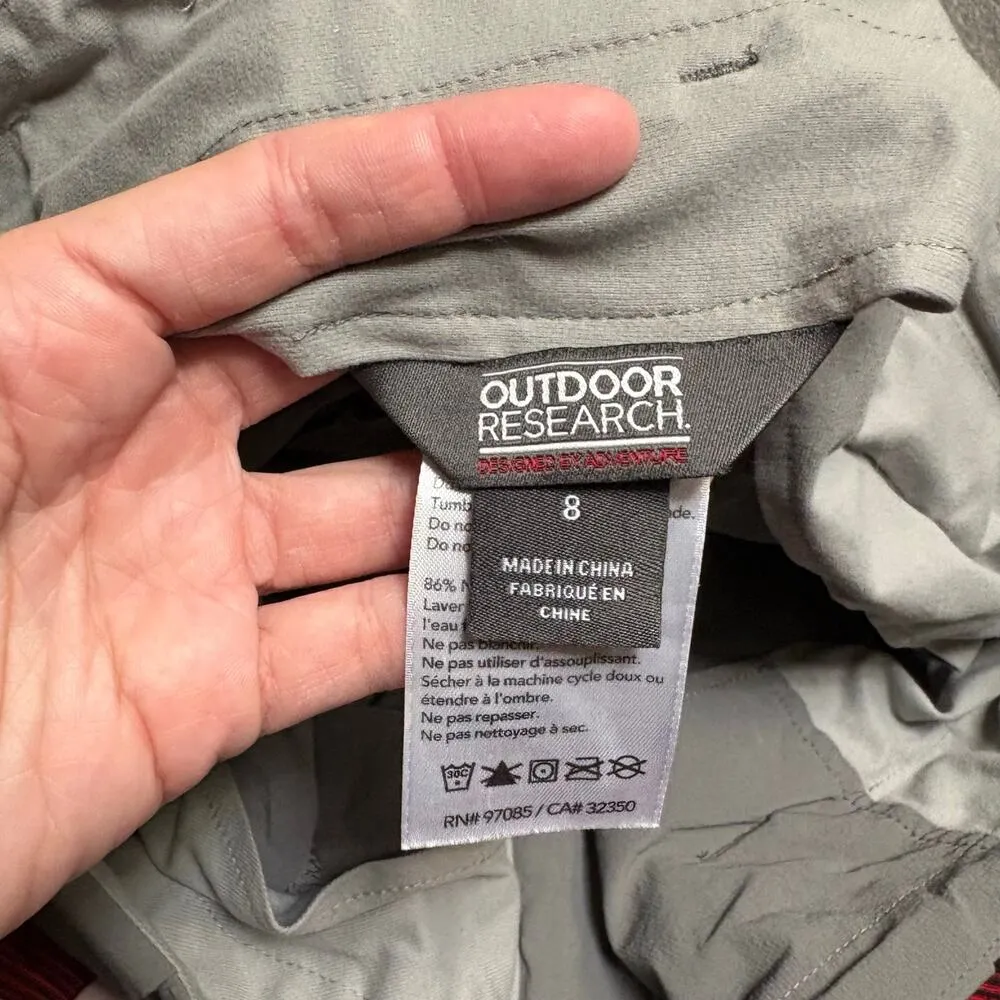 OUTDOOR
RESEARCH.
DESIGNED BY ADVENTURE
8
MADE IN CHINA
FABRIQUÉ EN
CHINE
Tumb
de.
Do no
Do no
86% N
Laver
l'eau f
Ne pas blanchir.
Ne pas utiliser d'assouplissant.
Sécher à la machine cycle doux ou
étendre à l'ombre.
Ne pas repasser.
Ne pas nettoyage à sec.
30C
RN# 97085 / CA# 32350